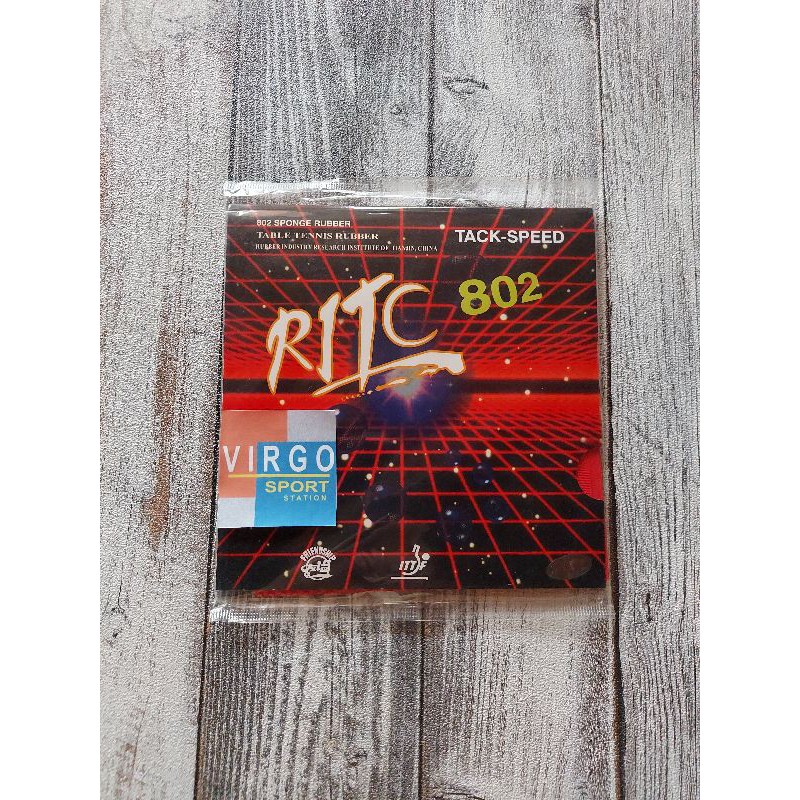 802 SPONGE RUBBER
TABLE TENNIS RUBBER
RUBBER INDUSTRY RESEARCH INSTITUTE OF TIANJIN, CHINA
TACK-SPEED
802
RITC
VIRGO
SPORT
STATION
FRIENDSHIP
ITTF